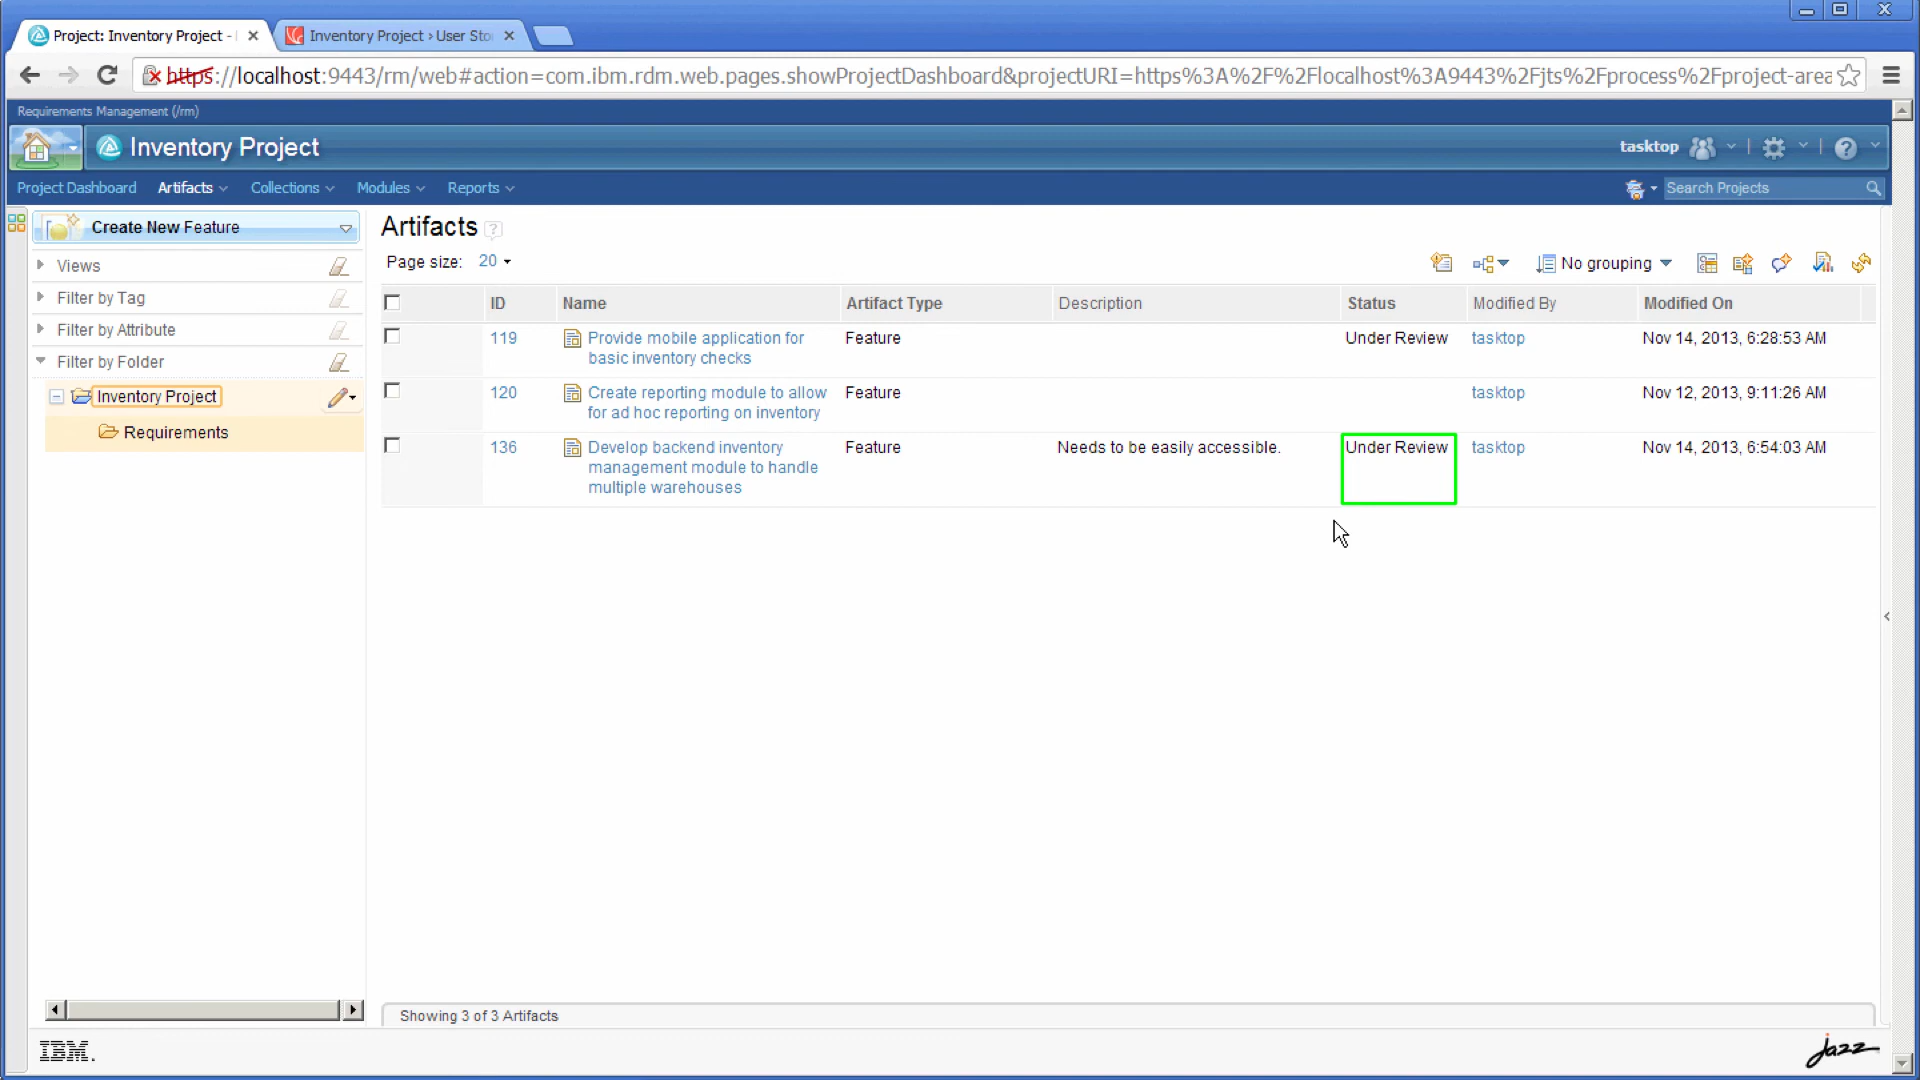 Project: Inventory Project -
Inventory Project › User Sto
https://localhost:9443/rm/web#action=com.ibm.rdm.web.pages.showProjectDashboard&projectURI=https%3A%2F%2Flocalhost%3A9443%2Fjts%2Fprocess%2Fproject-area
Requirements Management (/rm)
Inventory Project
tasktop
Project Dashboard Artifacts Collections Modules Reports
Search Projects
Create New Feature
Views
Filter by Tag
Filter by Attribute
Filter by Folder
Inventory Project
Requirements
Artifacts ?
Page size: 20
No grouping
ID Name Artifact Type Description Status Modified By Modified On
119 Provide mobile application for Feature Under Review tasktop Nov 14, 2013, 6:28:53 AM
basic inventory checks
120 Create reporting module to allow Feature tasktop Nov 12, 2013, 9:11:26 AM
for ad hoc reporting on inventory
136 Develop backend inventory Feature Needs to be easily accessible. Under Review tasktop Nov 14, 2013, 6:54:03 AM
management module to handle
multiple warehouses
Showing 3 of 3 Artifacts
IBM.
Jazz